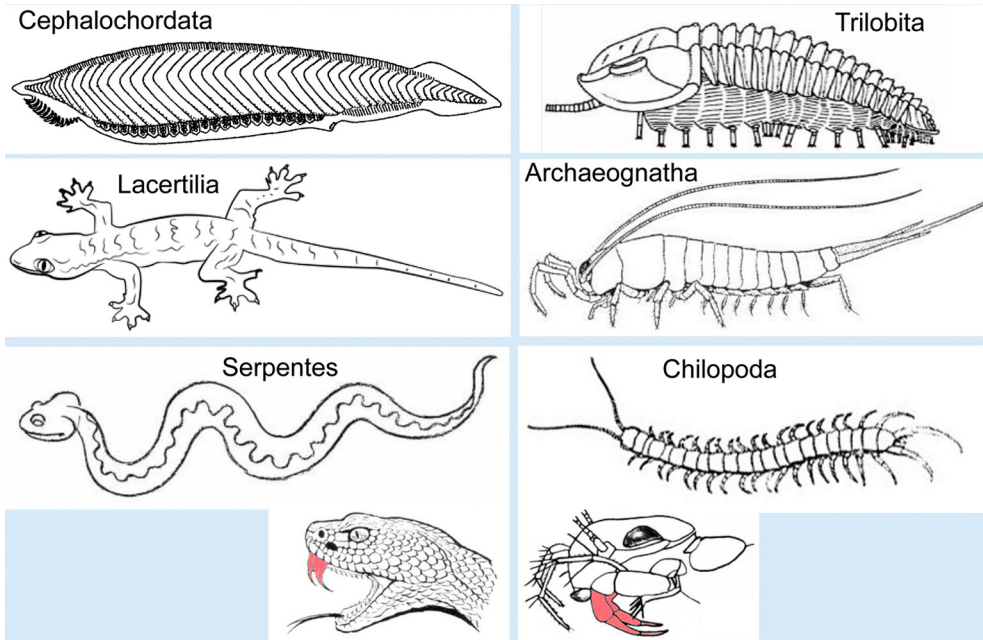 Cephalochordata
Trilobita
Lacertilia
Archaeognatha
Serpentes
Chilopoda